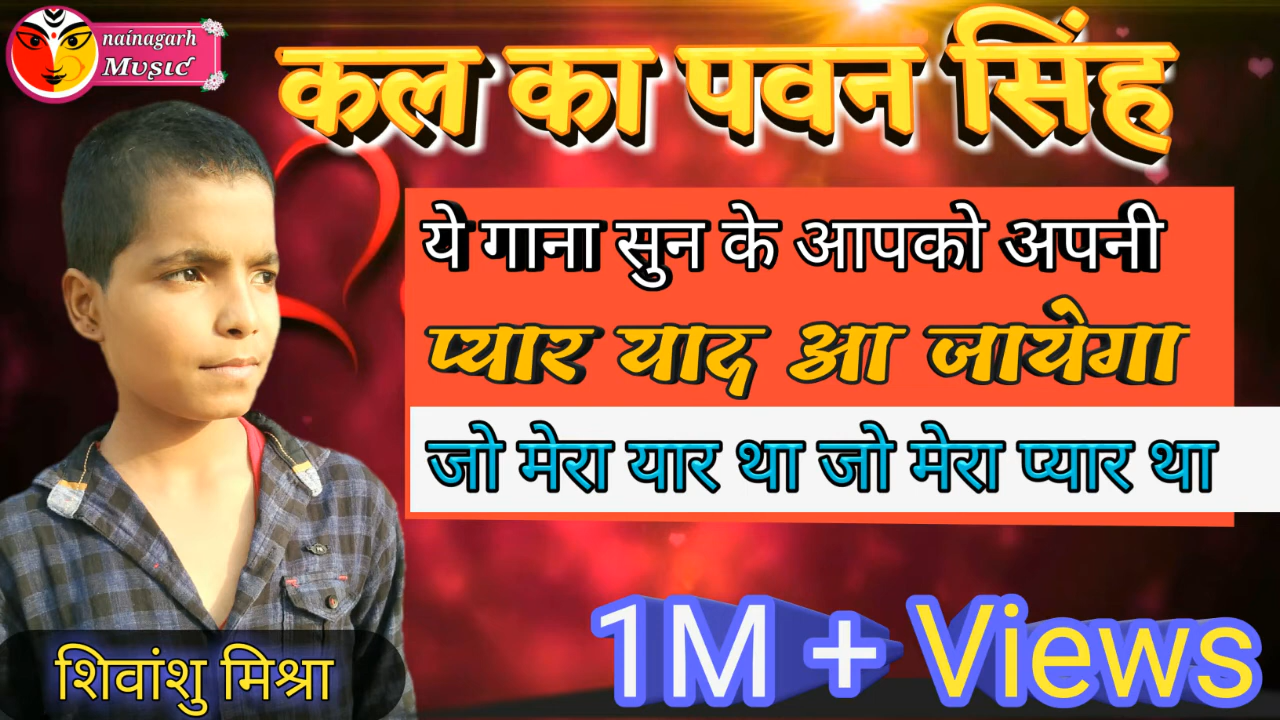 nainagarh
Music
कल का पवन सिंह
ये गाना सुन के आपको अपनी
प्यार याद आ जायेगा
जो मेरा यार था जो मेरा प्यार था
शिवांशु मिश्रा
1M + Views